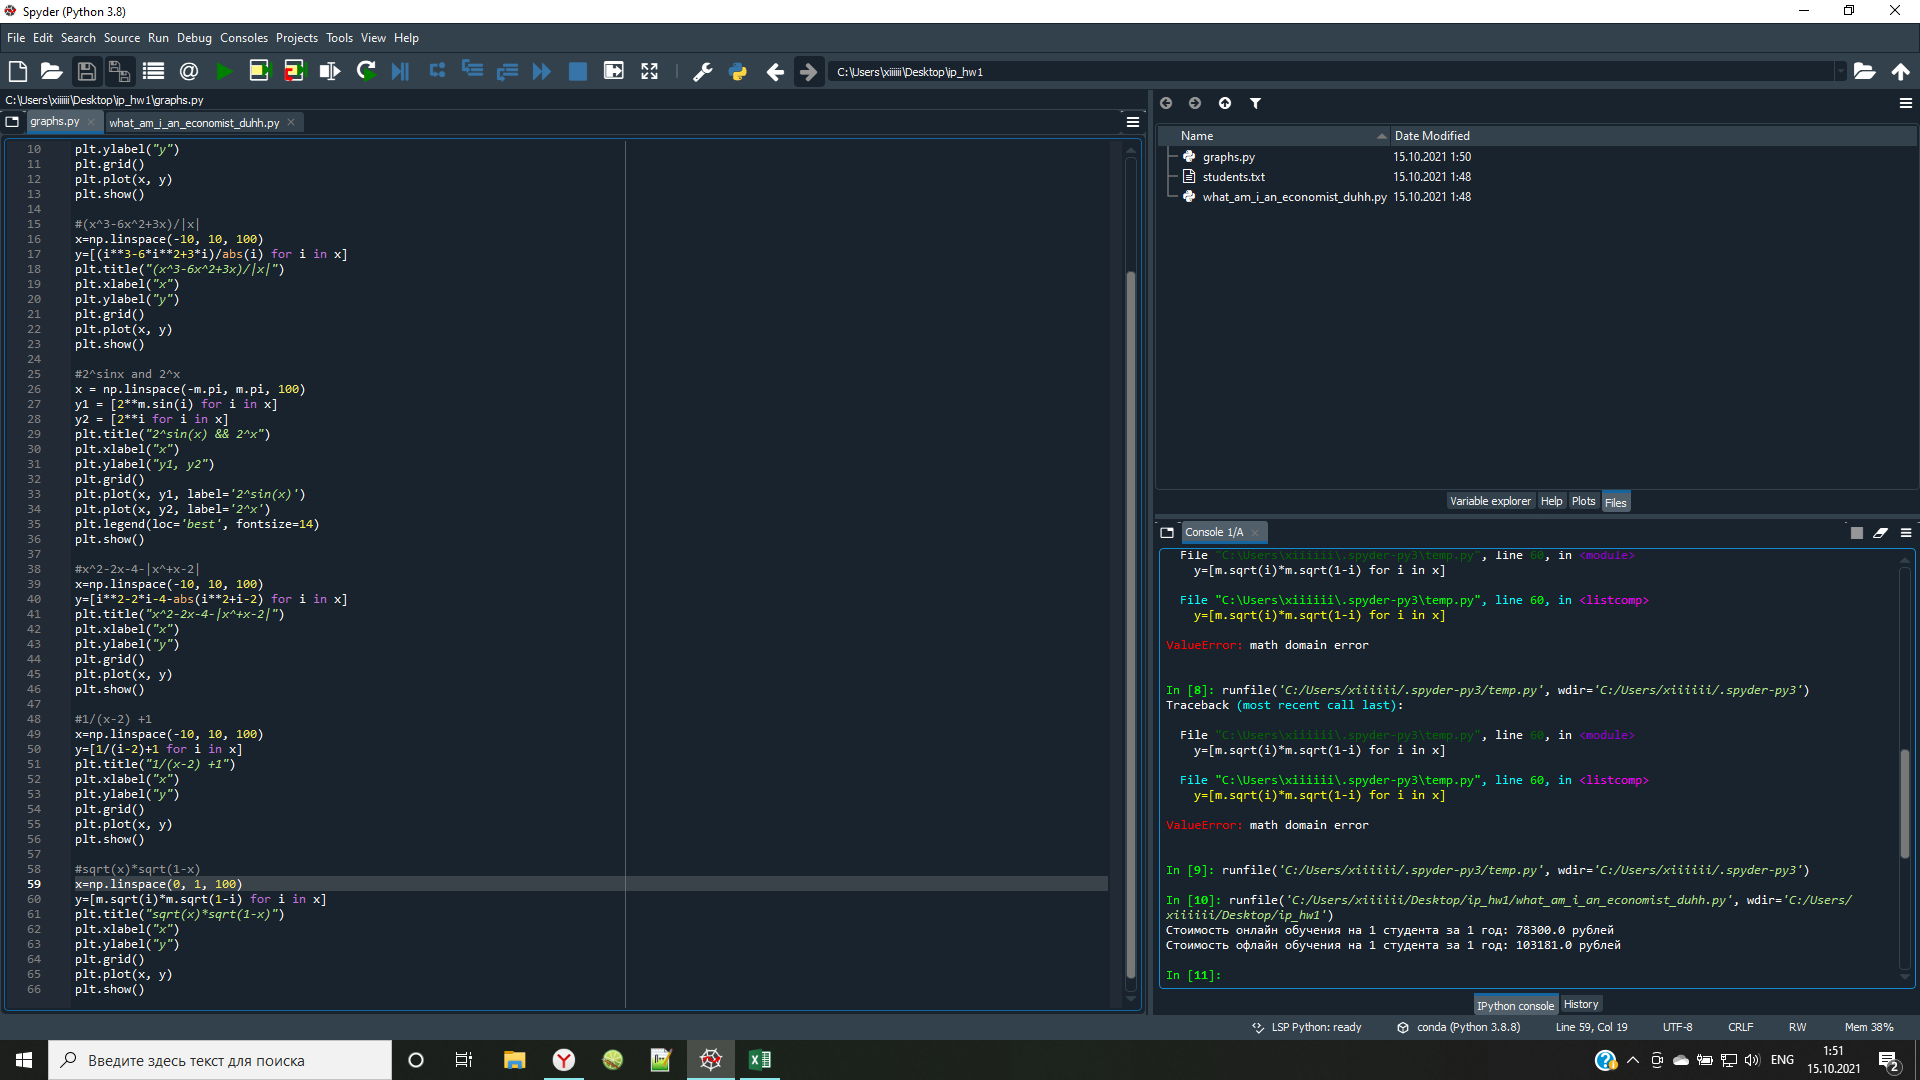 Spyder (Python 3.8)
File Edit Search Source Run Debug Consoles Projects Tools View Help
C:\Users\xiiiiii\Desktop\ip_hw1
C:\Users\xiiiiii\Desktop\ip_hw1\graphs.py
graphs.py
what_am_i_an_economist_duhh.py
10 plt.ylabel("y")
11 plt.grid()
12 plt.plot(x, y)
13 plt.show()
14
15 #(x^3-6x^2+3x)/|x|
16 x=np.linspace(-10, 10, 100)
17 y=[(i**3-6*i**2+3*i)/abs(i) for i in x]
18 plt.title("(x^3-6x^2+3x)/|x|")
19 plt.xlabel("x")
20 plt.ylabel("y")
21 plt.grid()
22 plt.plot(x, y)
23 plt.show()
24
25 #2^sinx and 2^x
26 x = np.linspace(-m.pi, m.pi, 100)
27 y1 = [2**m.sin(i) for i in x]
28 y2 = [2**i for i in x]
29 plt.title("2^sin(x) && 2^x")
30 plt.xlabel("x")
31 plt.ylabel("y1, y2")
32 plt.grid()
33 plt.plot(x, y1, label='2^sin(x)')
34 plt.plot(x, y2, label='2^x')
35 plt.legend(loc='best', fontsize=14)
36 plt.show()
37
38 #x^2-2x-4-|x^+x-2|
39 x=np.linspace(-10, 10, 100)
40 y=[i**2-2*i-4-abs(i**2+i-2) for i in x]
41 plt.title("x^2-2x-4-|x^+x-2|")
42 plt.xlabel("x")
43 plt.ylabel("y")
44 plt.grid()
45 plt.plot(x, y)
46 plt.show()
47
48 #1/(x-2) +1
49 x=np.linspace(-10, 10, 100)
50 y=[1/(i-2)+1 for i in x]
51 plt.title("1/(x-2) +1")
52 plt.xlabel("x")
53 plt.ylabel("y")
54 plt.grid()
55 plt.plot(x, y)
56 plt.show()
57
58 #sqrt(x)*sqrt(1-x)
59 x=np.linspace(0, 1, 100)
60 y=[m.sqrt(i)*m.sqrt(1-i) for i in x]
61 plt.title("sqrt(x)*sqrt(1-x)")
62 plt.xlabel("x")
63 plt.ylabel("y")
64 plt.grid()
65 plt.plot(x, y)
66 plt.show()
Name Date Modified
graphs.py 15.10.2021 1:50
students.txt 15.10.2021 1:48
what_am_i_an_economist_duhh.py 15.10.2021 1:48
Variable explorer Help Plots Files
Console 1/A
File "C:\Users\xiiiiii\.spyder-py3\temp.py", line 60, in <module>
y=[m.sqrt(i)*m.sqrt(1-i) for i in x]
File "C:\Users\xiiiiii\.spyder-py3\temp.py", line 60, in <listcomp>
y=[m.sqrt(i)*m.sqrt(1-i) for i in x]
ValueError: math domain error
In [8]: runfile('C:/Users/xiiiiii/.spyder-py3/temp.py', wdir='C:/Users/xiiiiii/.spyder-py3')
Traceback (most recent call last):
File "C:\Users\xiiiiii\.spyder-py3\temp.py", line 60, in <module>
y=[m.sqrt(i)*m.sqrt(1-i) for i in x]
File "C:\Users\xiiiiii\.spyder-py3\temp.py", line 60, in <listcomp>
y=[m.sqrt(i)*m.sqrt(1-i) for i in x]
ValueError: math domain error
In [9]: runfile('C:/Users/xiiiiii/.spyder-py3/temp.py', wdir='C:/Users/xiiiiii/.spyder-py3')
In [10]: runfile('C:/Users/xiiiiii/Desktop/ip_hw1/what_am_i_an_economist_duhh.py', wdir='C:/Users/
xiiiiii/Desktop/ip_hw1')
Стоимость онлайн обучения на 1 студента за 1 год: 78300.0 рублей
Стоимость офлайн обучения на 1 студента за 1 год: 103181.0 рублей
In [11]:
IPython console History
LSP Python: ready conda (Python 3.8.8) Line 59, Col 19 UTF-8 CRLF RW Mem 38%
Введите здесь текст для поиска
ENG
1:51
15.10.2021
2